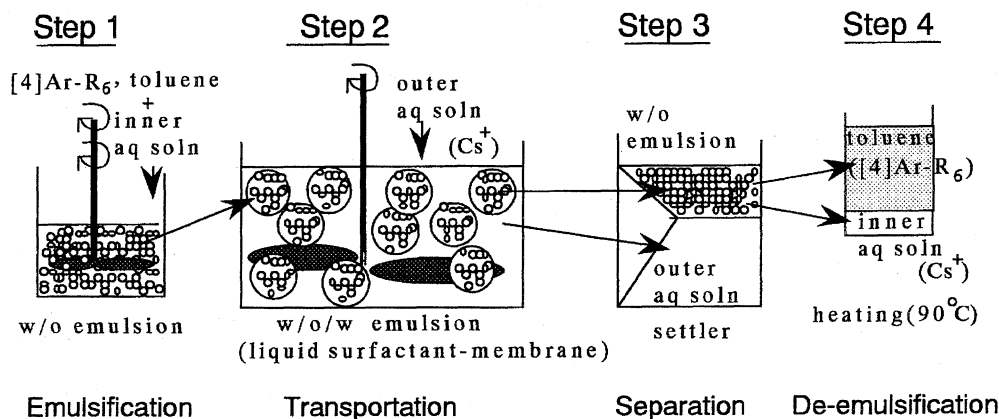 Step 1
[4]Ar-R₆, toluene
+
inner
aq soln
w/o emulsion
Emulsification
Step 2
outer
aq soln
(Cs⁺)
w/o/w emulsion
(liquid surfactant-membrane)
Transportation
Step 3
w/o
emulsion
outer
aq soln
settler
Separation
Step 4
toluene
([4]Ar-R₆)
inner
aq soln
(Cs⁺)
heating(90°C)
De-emulsification